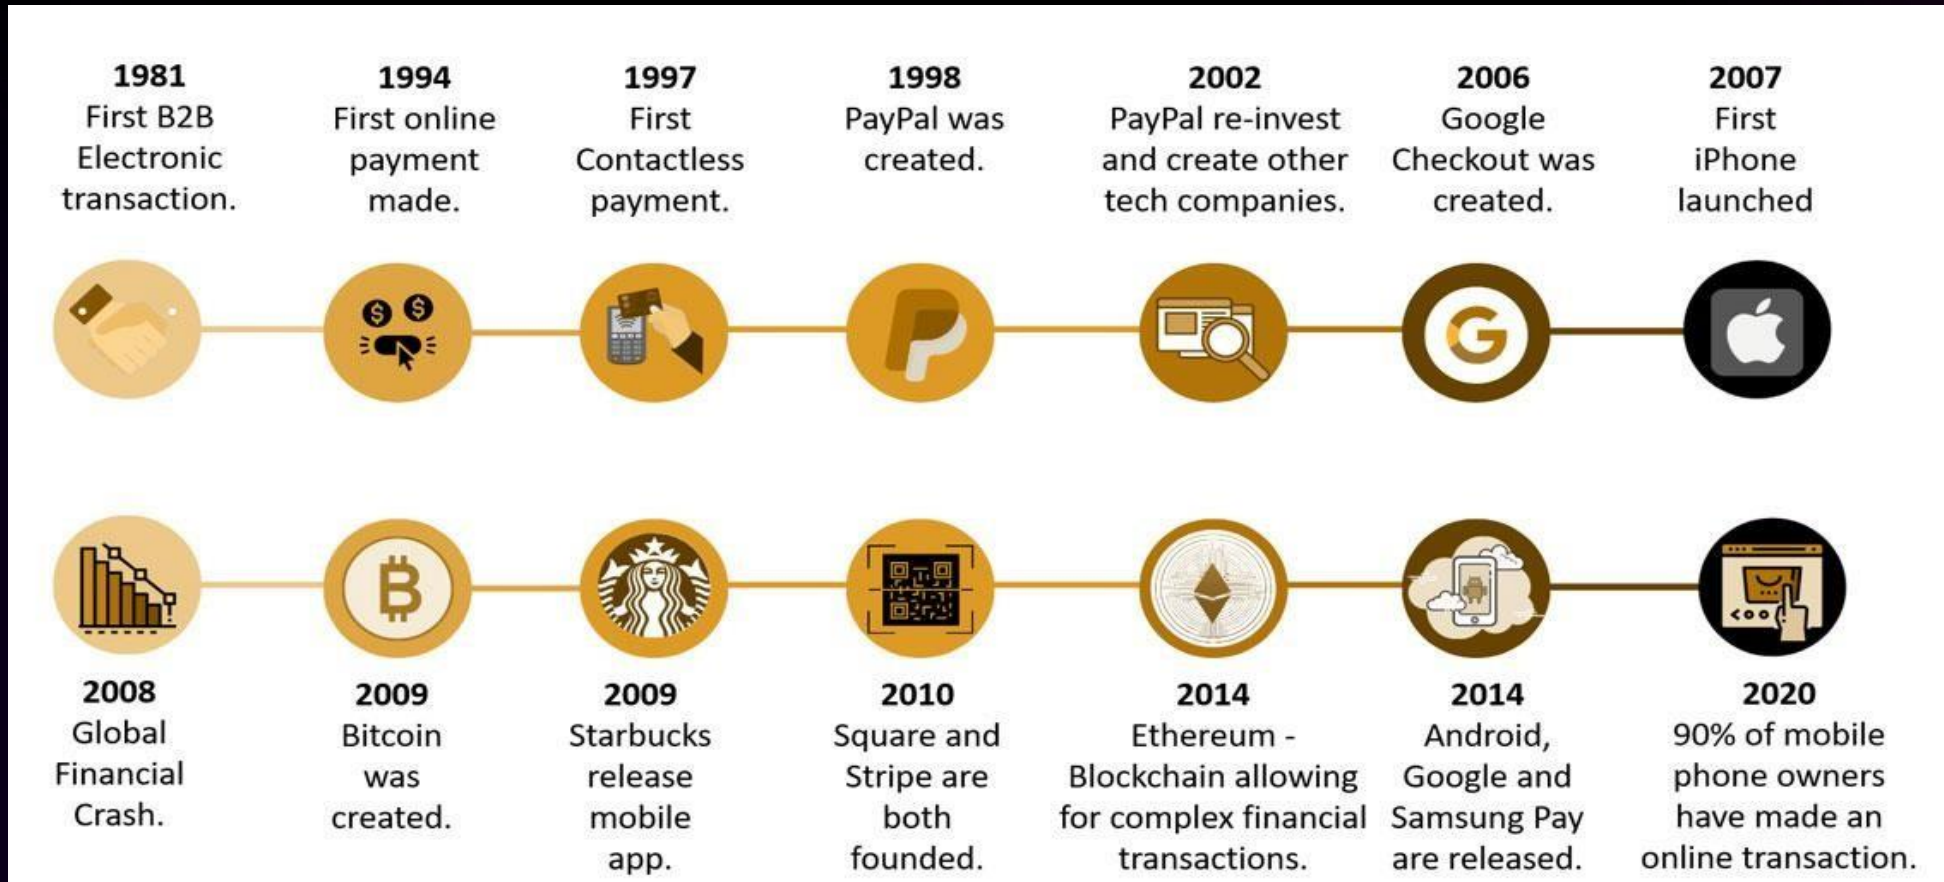 1981
First B2B
Electronic
transaction.
1994
First online
payment
made.
1997
First
Contactless
payment.
1998
PayPal was
created.
2002
PayPal re-invest
and create other
tech companies.
2006
Google
Checkout was
created.
2007
First
iPhone
launched
$ $
G
2008
Global
Financial
Crash.
2009
Bitcoin
was
created.
2009
Starbucks
release
mobile
app.
2010
Square and
Stripe are
both
founded.
2014
Ethereum -
Blockchain allowing
for complex financial
transactions.
2014
Android,
Google and
Samsung Pay
are released.
2020
90% of mobile
phone owners
have made an
online transaction.